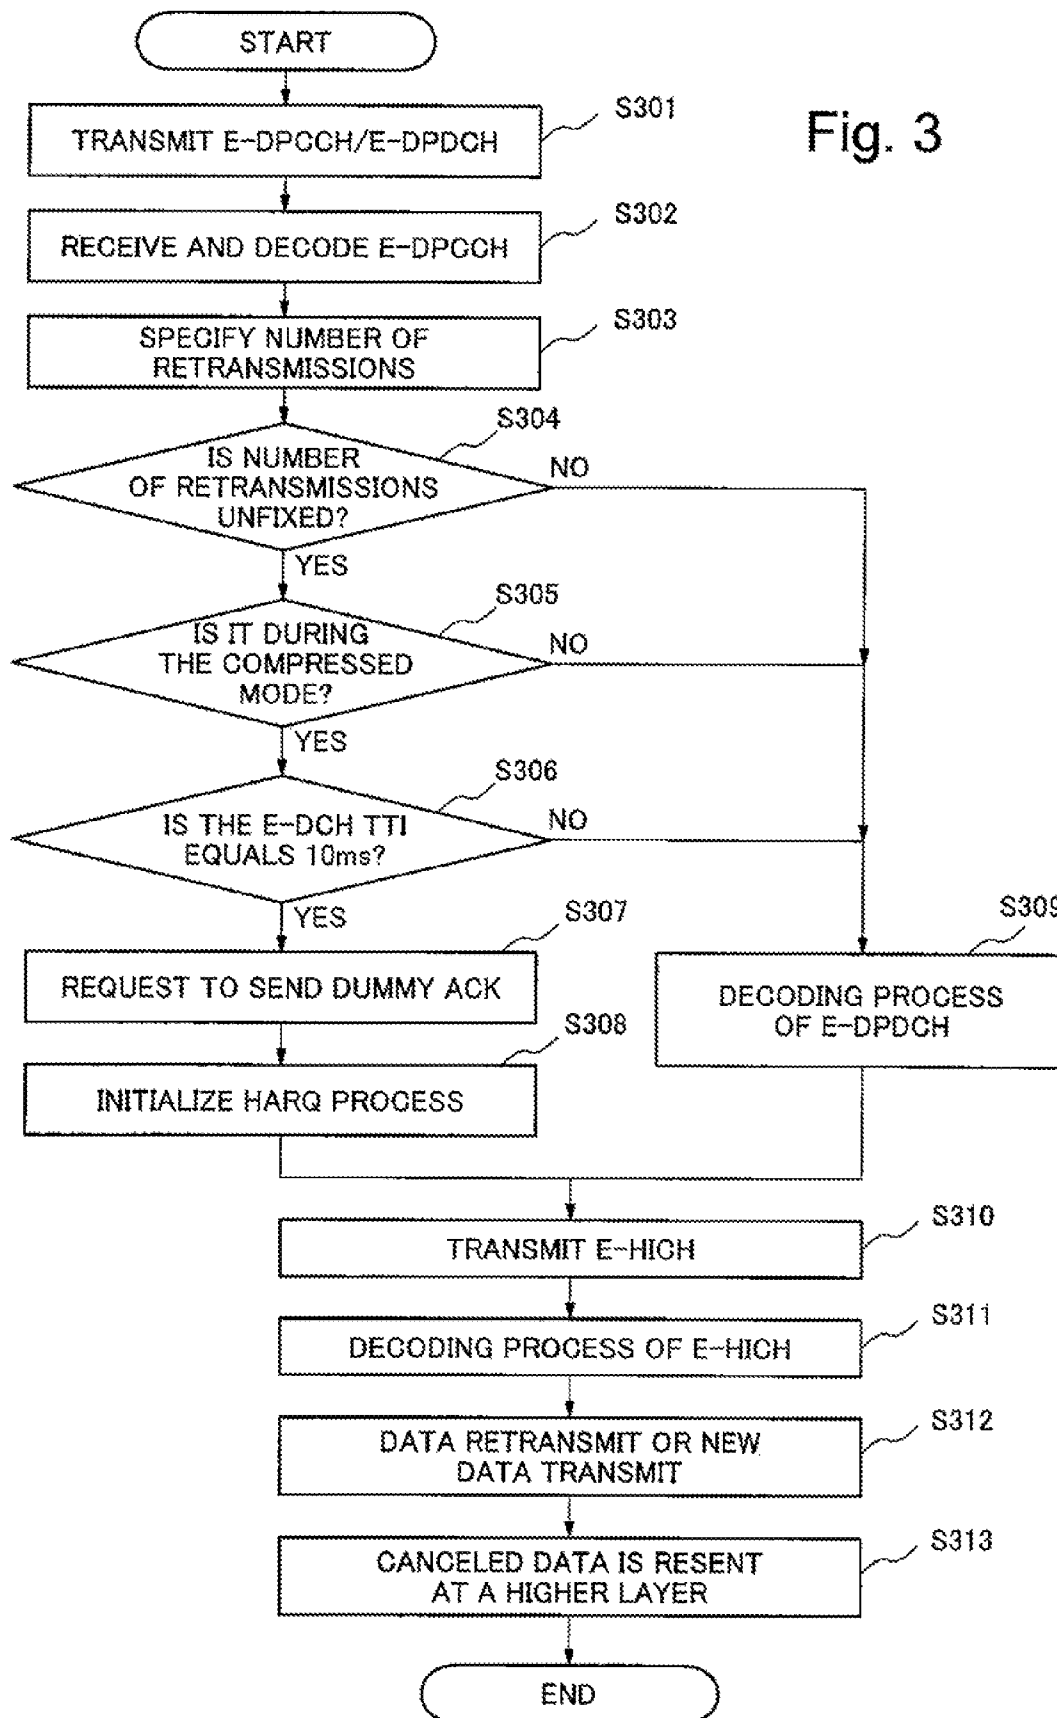 START
S301
Fig. 3
TRANSMIT E-DPCCH/E-DPDCH
S302
RECEIVE AND DECODE E-DPCCH
S303
SPECIFY NUMBER OF
RETRANSMISSIONS
S304
IS NUMBER
OF RETRANSMISSIONS
UNFIXED?
NO
YES
S305
IS IT DURING
THE COMPRESSED
MODE?
NO
YES
S306
IS THE E-DCH TTI
EQUALS 10ms?
NO
YES
S307
REQUEST TO SEND DUMMY ACK
S309
DECODING PROCESS
OF E-DPDCH
S308
INITIALIZE HARQ PROCESS
S310
TRANSMIT E-HICH
S311
DECODING PROCESS OF E-HICH
S312
DATA RETRANSMIT OR NEW
DATA TRANSMIT
S313
CANCELED DATA IS RESENT
AT A HIGHER LAYER
END